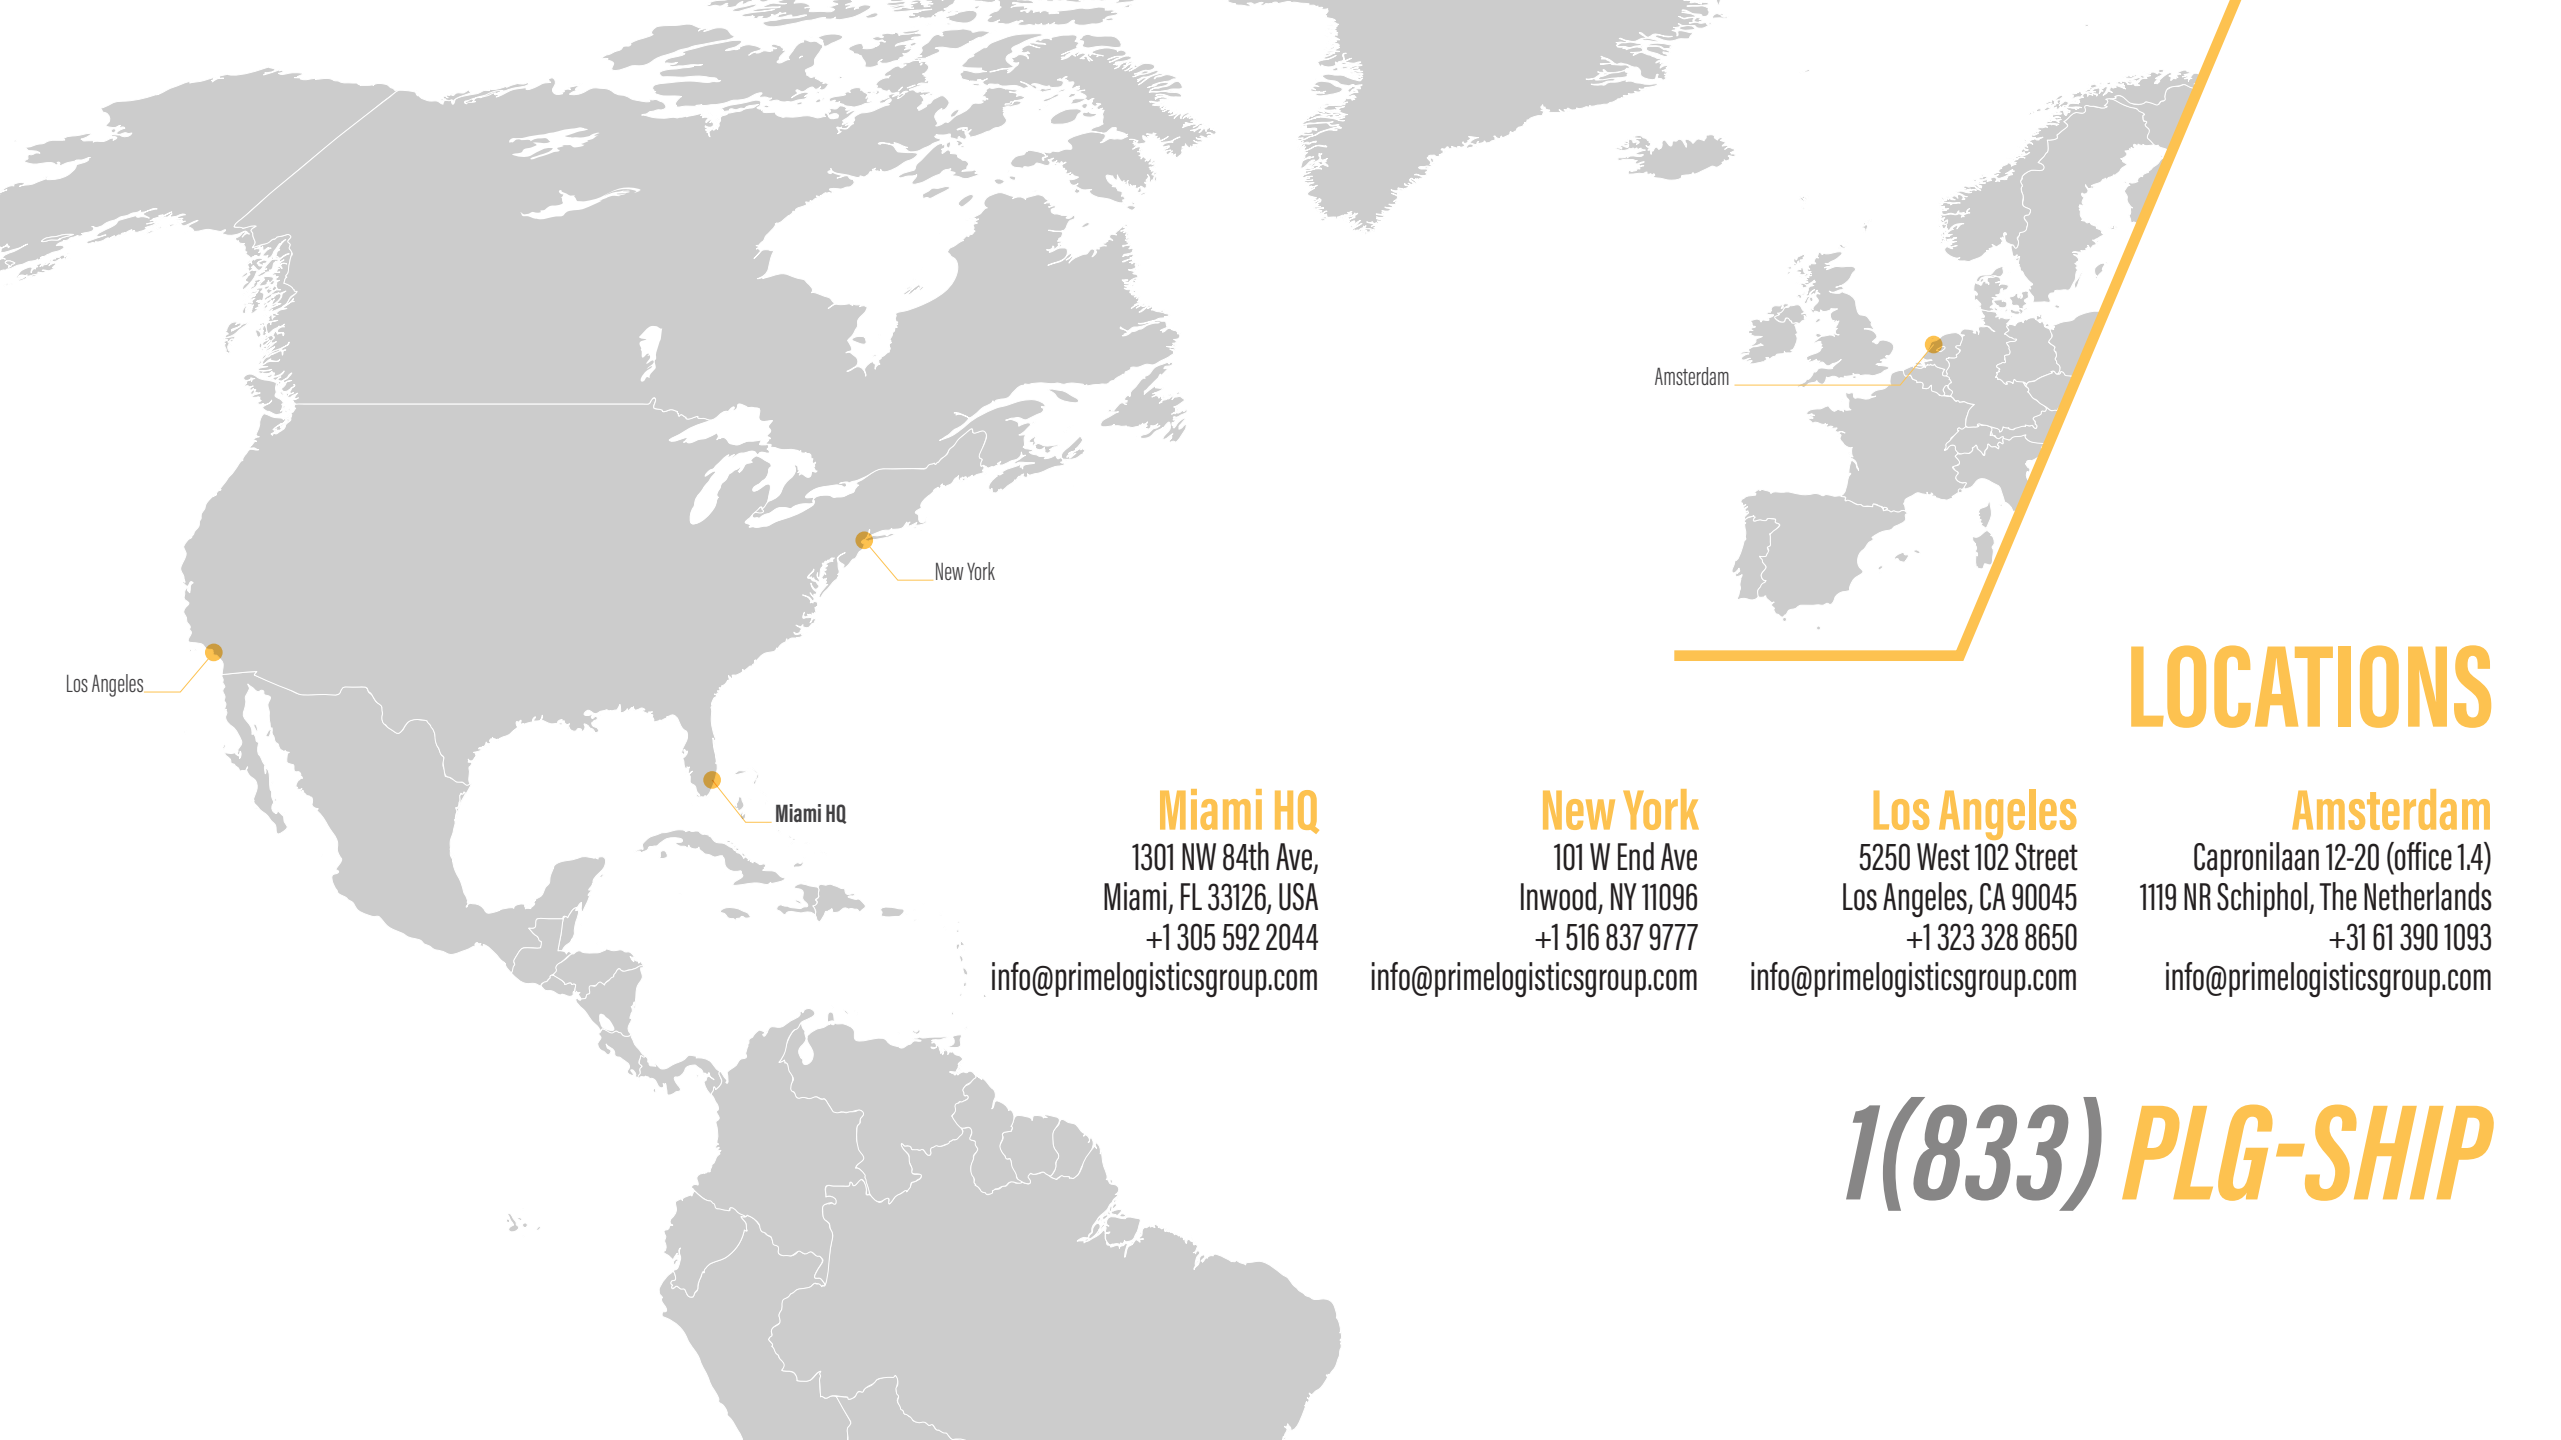 Amsterdam
New York
Los Angeles
Miami HQ
LOCATIONS
Miami HQ
1301 NW 84th Ave,
Miami, FL 33126, USA
+1 305 592 2044
info@primelogisticsgroup.com
New York
101 W End Ave
Inwood, NY 11096
+1 516 837 9777
info@primelogisticsgroup.com
Los Angeles
5250 West 102 Street
Los Angeles, CA 90045
+1 323 328 8650
info@primelogisticsgroup.com
Amsterdam
Capronilaan 12-20 (office 1.4)
1119 NR Schiphol, The Netherlands
+31 61 390 1093
info@primelogisticsgroup.com
1(833) PLG-SHIP